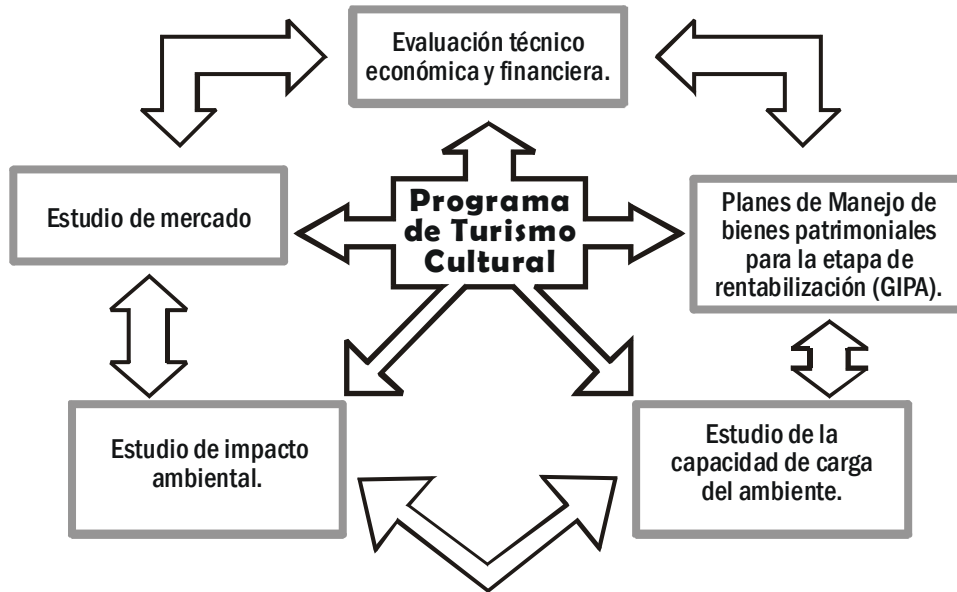 Evaluación técnico
económica y financiera.
Estudio de mercado
Programa
de Turismo
Cultural
Planes de Manejo de
bienes patrimoniales
para la etapa de
rentabilización (GIPA).
Estudio de impacto
ambiental.
Estudio de la
capacidad de carga
del ambiente.